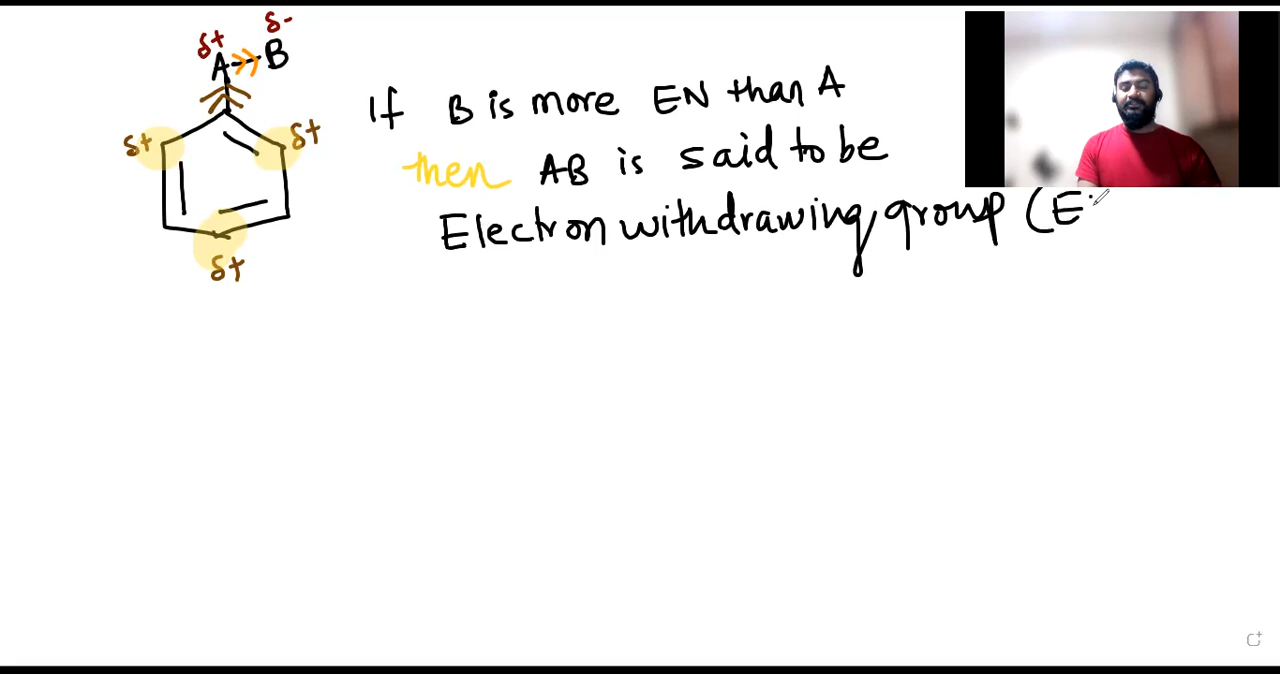 δ-
δ+
A B
δ+ δ+
δ+
If B is more EN than A
then AB is said to be
Electron withdrawing group (E